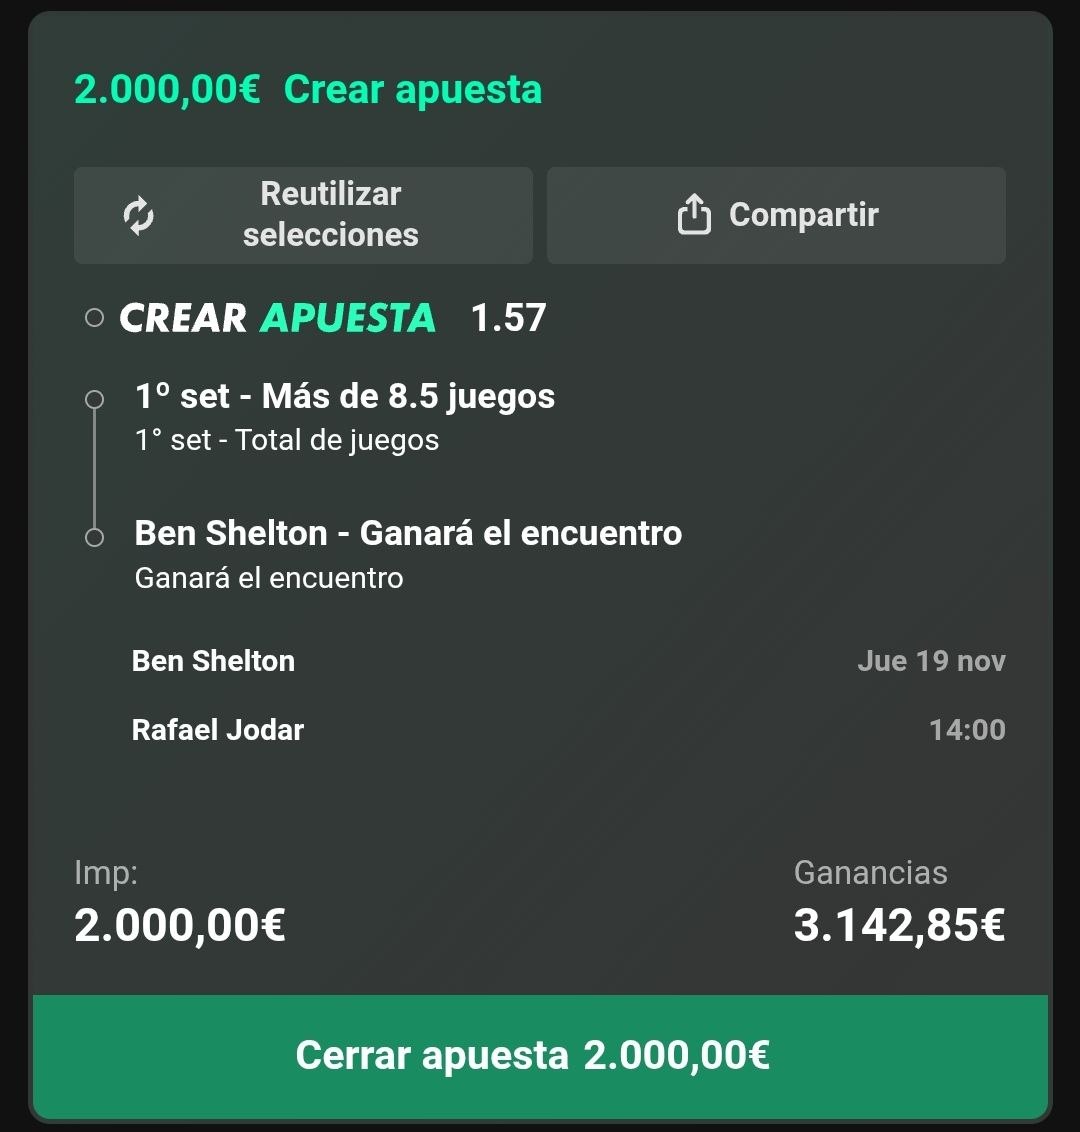 2.000,00€ Crear apuesta
Reutilizar
selecciones
Compartir
CREAR APUESTA 1.57
1º set - Más de 8.5 juegos
1° set - Total de juegos
Ben Shelton - Ganará el encuentro
Ganará el encuentro
Ben Shelton
Jue 19 nov
Rafael Jodar
14:00
Imp:
Ganancias
2.000,00€
3.142,85€
Cerrar apuesta 2.000,00€